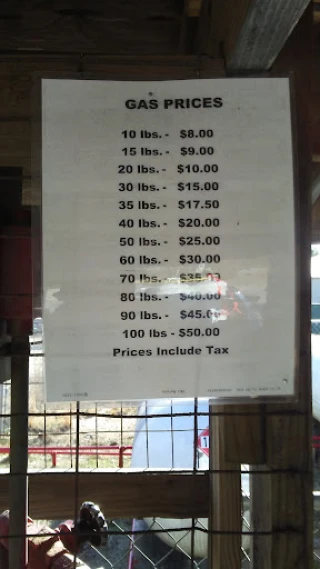 GAS PRICES
10 lbs. - $8.00
15 lbs. - $9.00
20 lbs. - $10.00
30 lbs. - $15.00
35 lbs. - $17.50
40 lbs. - $20.00
50 lbs. - $25.00
60 lbs. - $30.00
70 lbs. - $35.00
80 lbs. - $40.00
90 lbs. - $45.00
100 lbs - $50.00
Prices Include Tax